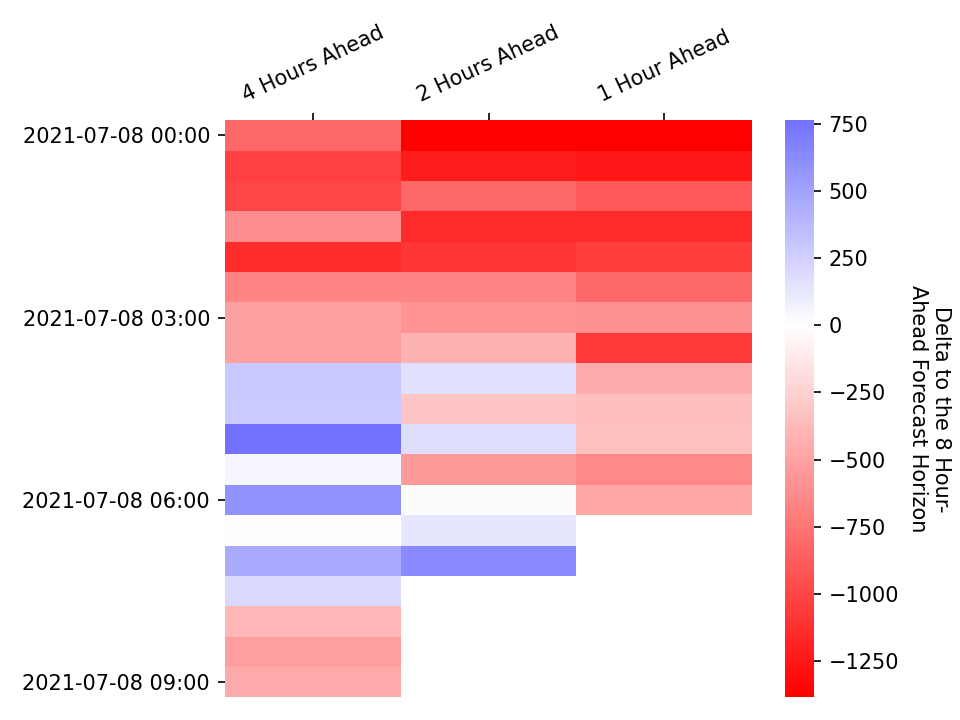 4 Hours Ahead
2 Hours Ahead
1 Hour Ahead
2021-07-08 00:00
2021-07-08 03:00
2021-07-08 06:00
2021-07-08 09:00
750
500
250
0
−250
−500
−750
−1000
−1250
Delta to the 8 Hour-
Ahead Forecast Horizon